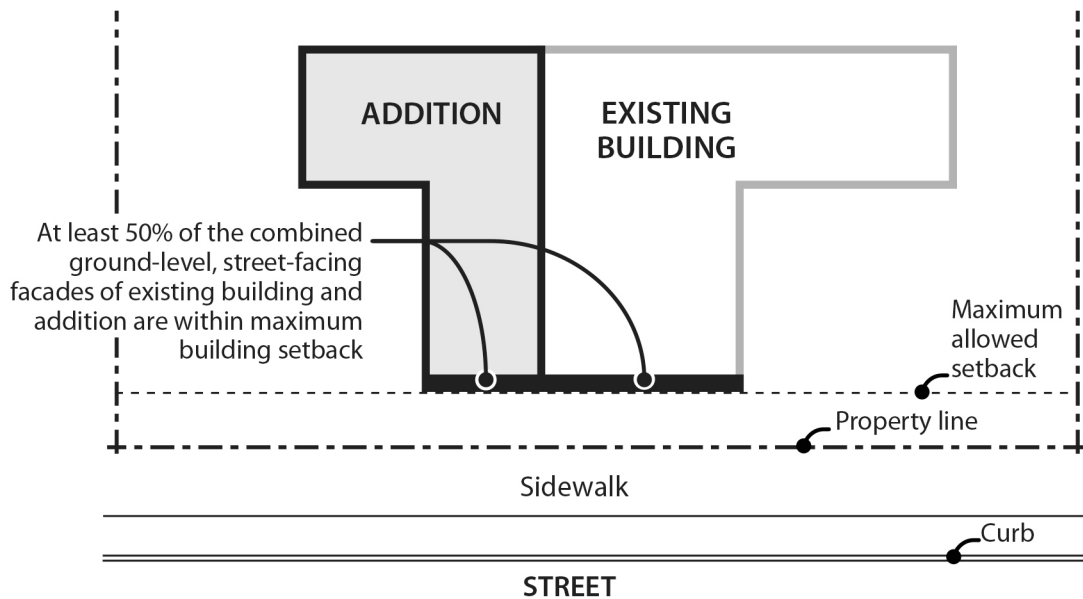 ADDITION
EXISTING
BUILDING
At least 50% of the combined
ground-level, street-facing
facades of existing building and
addition are within maximum
building setback
Maximum
allowed
setback
Property line
Sidewalk
Curb
STREET